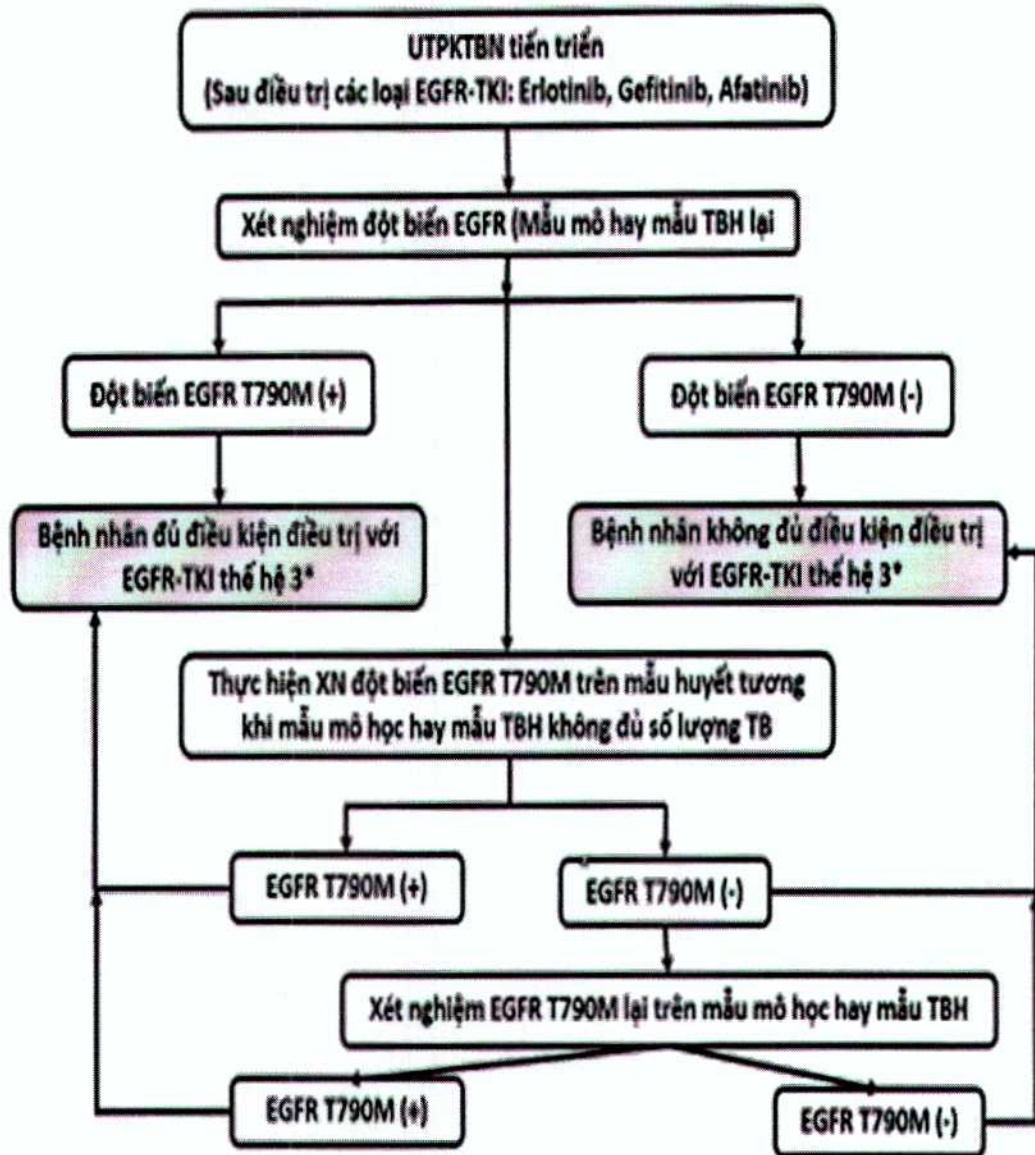 UTPKTBN tiến triển
(Sau điều trị các loại EGFR-TKI: Erlotinib, Gefitinib, Afatinib)
Xét nghiệm đột biến EGFR (Mẫu mô hay mẫu TBH lại
Đột biến EGFR T790M (+)
Đột biến EGFR T790M (-)
Bệnh nhân đủ điều kiện điều trị với
EGFR-TKI thế hệ 3*
Bệnh nhân không đủ điều kiện điều trị
với EGFR-TKI thế hệ 3*
Thực hiện XN đột biến EGFR T790M trên mẫu huyết tương
khi mẫu mô học hay mẫu TBH không đủ số lượng TB
EGFR T790M (+)
EGFR T790M (-)
Xét nghiệm EGFR T790M lại trên mẫu mô học hay mẫu TBH
EGFR T790M (+)
EGFR T790M (-)